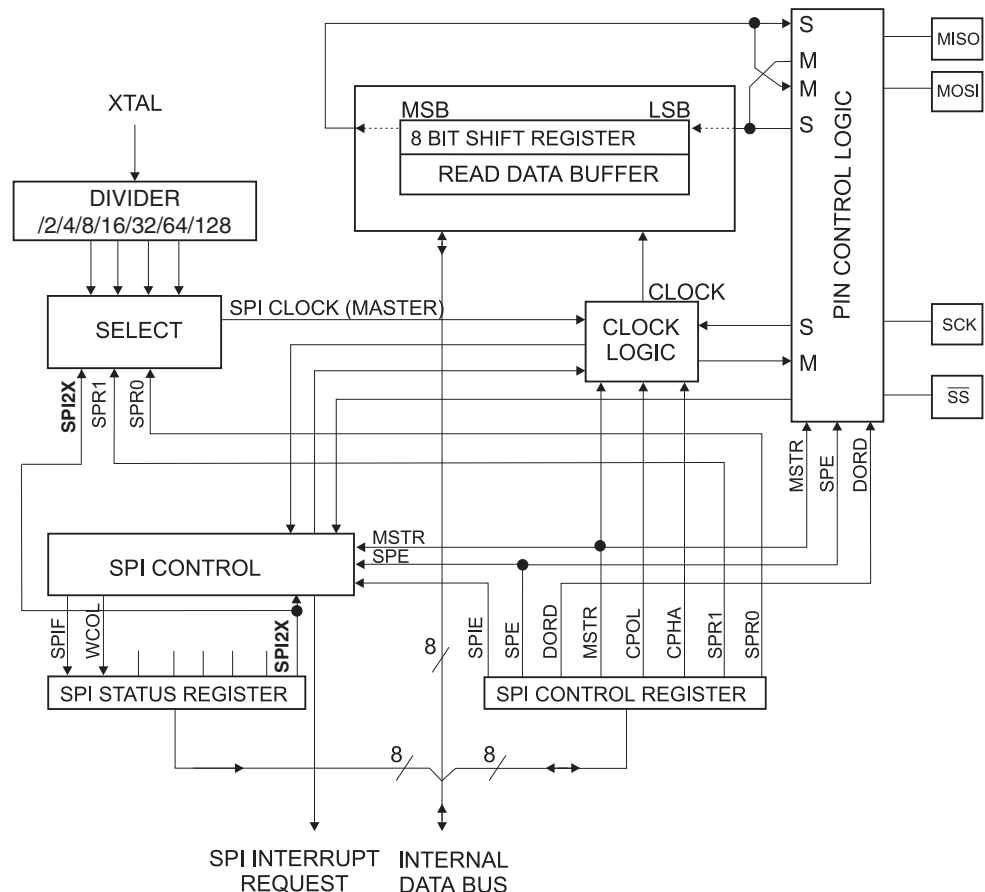 S
MISO
M
XTAL
M
MOSI
MSB
LSB
S
8 BIT SHIFT REGISTER
READ DATA BUFFER
DIVIDER
/2/4/8/16/32/64/128
PIN CONTROL LOGIC
SPI CLOCK (MASTER)
CLOCK
SELECT
CLOCK
LOGIC
S
SCK
M
SPI2X
SPR1
SPR0
SS
MSTR
SPE
DORD
SPI CONTROL
MSTR
SPE
SPIF
WCOL
SPI2X
SPIE
SPE
DORD
MSTR
CPOL
CPHA
SPR1
SPR0
8
SPI STATUS REGISTER
SPI CONTROL REGISTER
8
8
SPI INTERRUPT
REQUEST
INTERNAL
DATA BUS